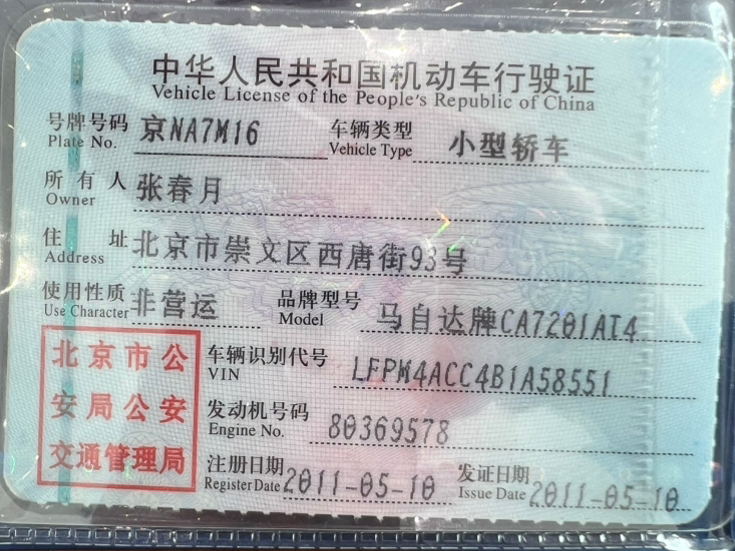 中华人民共和国机动车行驶证
Vehicle License of the People's Republic of China
号牌号码 京NA7M16 车辆类型 小型轿车
Plate No. Vehicle Type
所有人 张春月
Owner
住址 北京市崇文区西唐街93号
Address
使用性质 非营运 品牌型号 马自达牌CA7201AT4
Use Character Model
北京市公 车辆识别代号 LFPM4ACC4B1A58551
VIN
安局公安 发动机号码 80369578
Engine No.
交通管理局 注册日期 2011-05-10 发证日期 2011-05-10
Register Date Issue Date